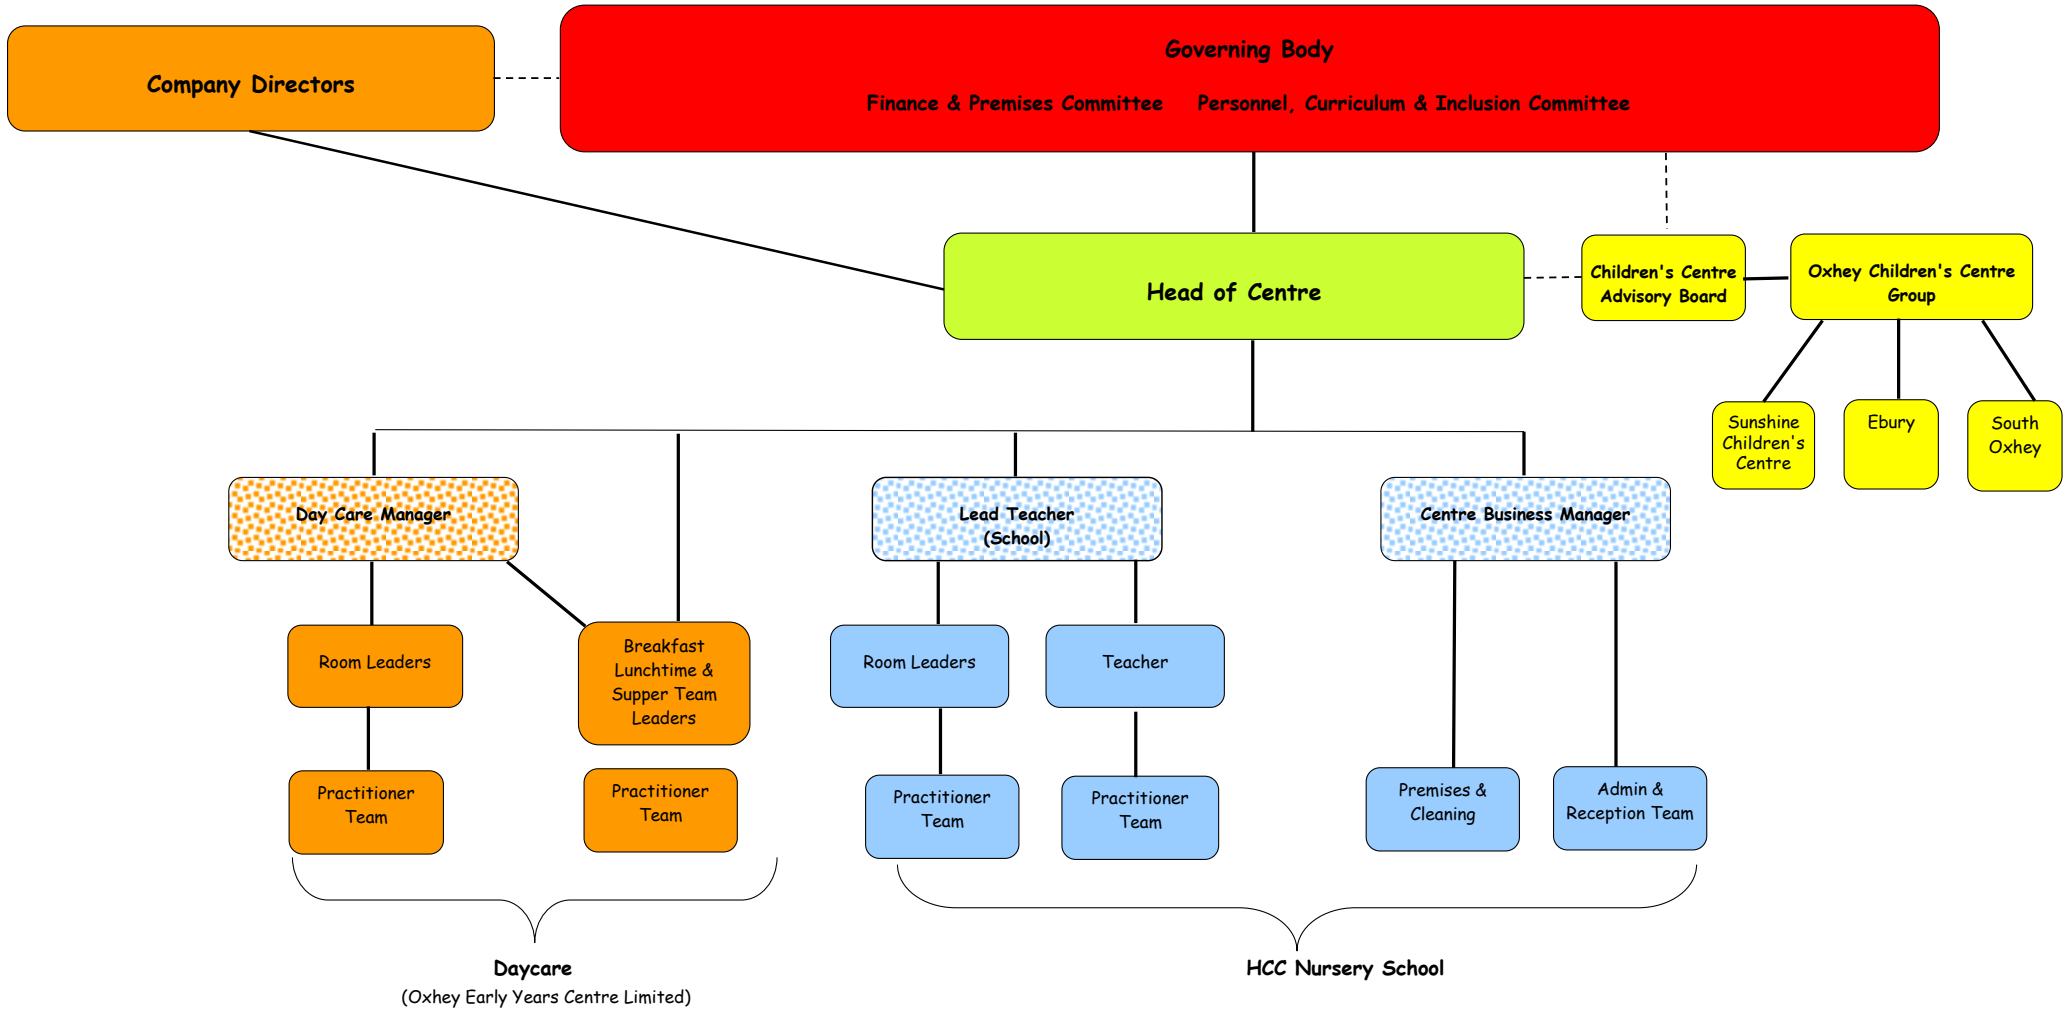 Company Directors
Governing Body
Finance & Premises Committee Personnel, Curriculum & Inclusion Committee
Head of Centre
Children's Centre
Advisory Board
Oxhey Children's Centre
Group
Sunshine
Children's
Centre
Ebury
South
Oxhey
Day Care Manager
Lead Teacher
(School)
Centre Business Manager
Room Leaders
Breakfast
Lunchtime &
Supper Team
Leaders
Room Leaders
Teacher
Practitioner
Team
Practitioner
Team
Practitioner
Team
Practitioner
Team
Premises &
Cleaning
Admin &
Reception Team
Daycare
(Oxhey Early Years Centre Limited)
HCC Nursery School